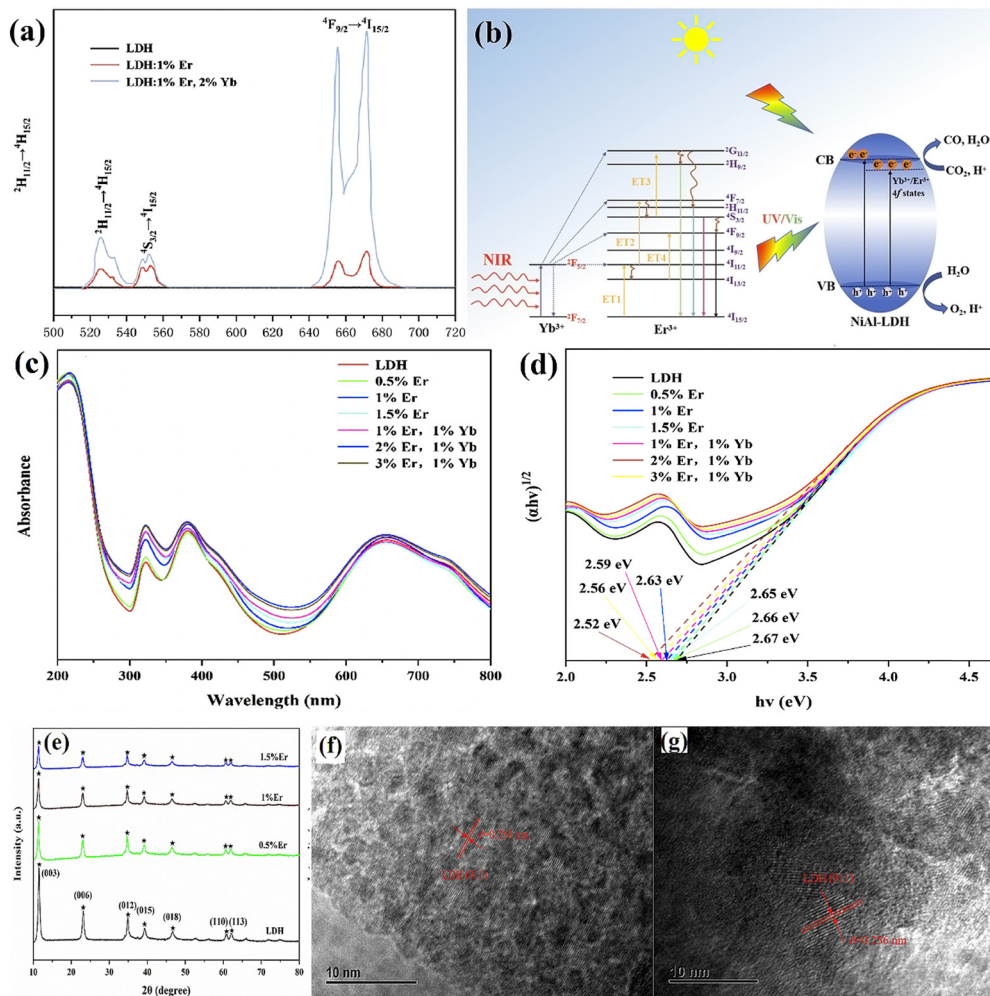 (a)
⁴F₉/₂→⁴I₁₅/₂
LDH
LDH:1% Er
LDH:1% Er, 2% Yb
²H₁₁/₂→⁴H₁₅/₂
²H₁₁/₂→⁴H₁₅/₂
⁴S₃/₂→⁴I₁₅/₂
500 520 540 560 580 600 620 640 660 680 700 720
(b)
²G₁₁/₂
²H₉/₂
ET3
⁴F₇/₂
²H₁₁/₂
⁴S₃/₂
⁴F₉/₂
ET2
⁴I₉/₂
ET4
NIR
²F₅/₂
⁴I₁₁/₂
⁴I₁₃/₂
ET1
²F₇/₂
⁴I₁₅/₂
Yb³⁺
Er³⁺
UV/Vis
CB
e⁻ e⁻
e⁻ e⁻ e⁻
Yb³⁺/Er³⁺
4f states
CO, H₂O
CO₂, H⁺
VB
h⁺ h⁺ h⁺ h⁺
H₂O
O₂, H⁺
NiAl-LDH
(c)
LDH
0.5% Er
1% Er
1.5% Er
1% Er, 1% Yb
2% Er, 1% Yb
3% Er, 1% Yb
Absorbance
200 300 400 500 600 700 800
Wavelength (nm)
(d)
LDH
0.5% Er
1% Er
1.5% Er
1% Er, 1% Yb
2% Er, 1% Yb
3% Er, 1% Yb
(αhv)¹/²
2.59 eV
2.63 eV
2.56 eV
2.65 eV
2.52 eV
2.66 eV
2.67 eV
2.0 2.5 3.0 3.5 4.0 4.5
hv (eV)
(e)
1.5%Er
1%Er
0.5%Er
(003)
(006)
(012)
(015)
(018)
(110)
(113)
LDH
Intensity (a.u.)
10 20 30 40 50 60 70 80
2θ (degree)
(f)
10 nm
(g)
d=0.256 nm
10 nm